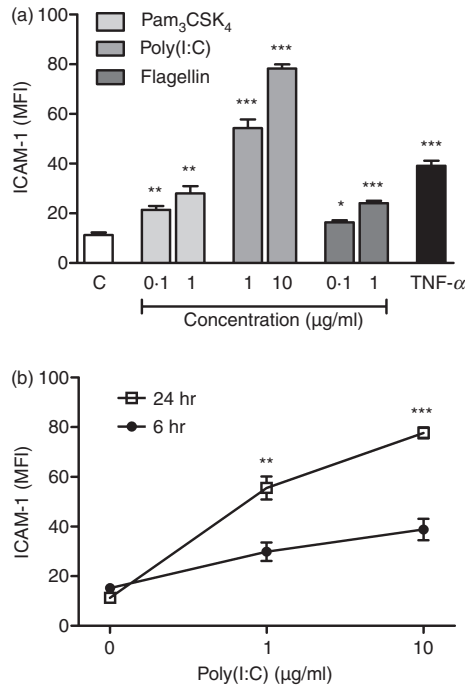 (a)
100
80
60
40
20
0
ICAM-1 (MFI)
Pam₃CSK₄
Poly(I:C)
Flagellin
** ** *** *** * *** ***
C 0·1 1 1 10 0·1 1 TNF-α
Concentration (μg/ml)
(b)
100
80
60
40
20
0
ICAM-1 (MFI)
24 hr
6 hr
** ***
0 1 10
Poly(I:C) (μg/ml)